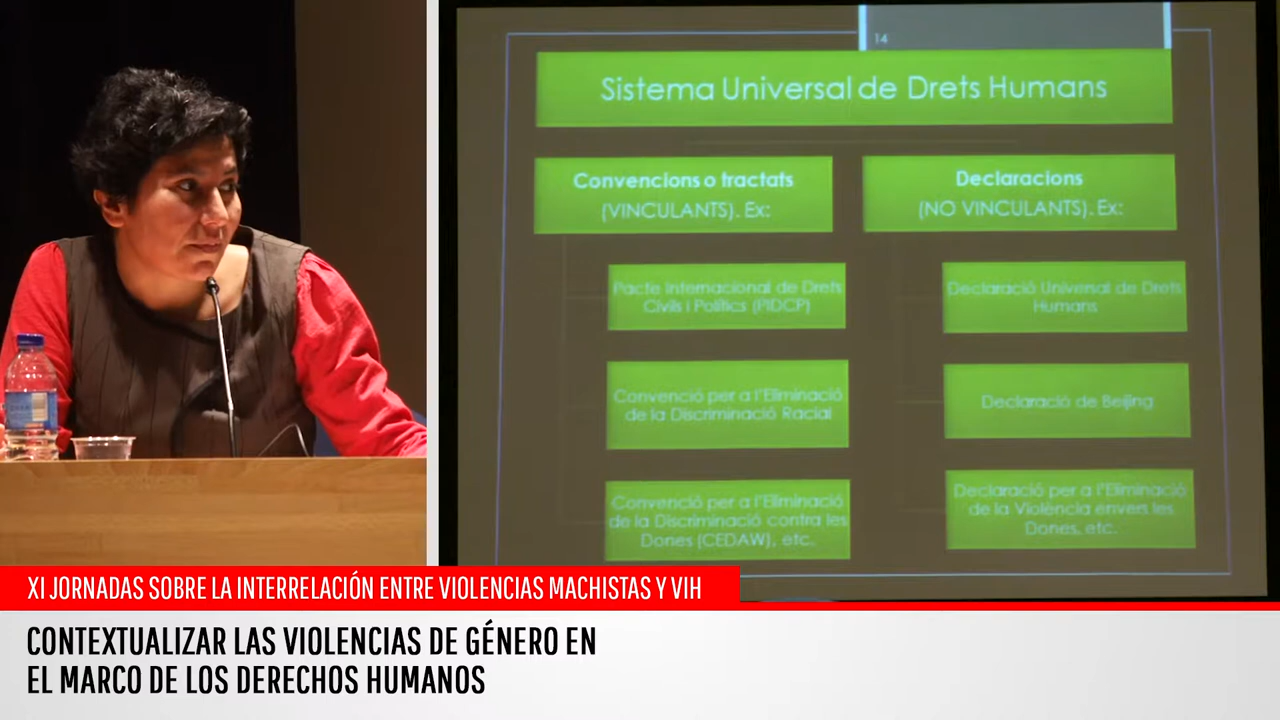 14
Sistema Universal de Drets Humans
Convencions o tractats
(VINCULANTS). Ex:
Pacte Internacional de Drets
Civils i Polítics (PIDCP)
Convenció per a l'Eliminació
de la Discriminació Racial
Convenció per a l'Eliminació
de la Discriminació contra les
Dones (CEDAW), etc.
Declaracions
(NO VINCULANTS). Ex:
Declaració Universal de Drets
Humans
Declaració de Beijing
Declaració per a l'Eliminació
de la Violència envers les
Dones, etc.
XI JORNADAS SOBRE LA INTERRELACIÓN ENTRE VIOLENCIAS MACHISTAS Y VIH
CONTEXTUALIZAR LAS VIOLENCIAS DE GÉNERO EN
EL MARCO DE LOS DERECHOS HUMANOS